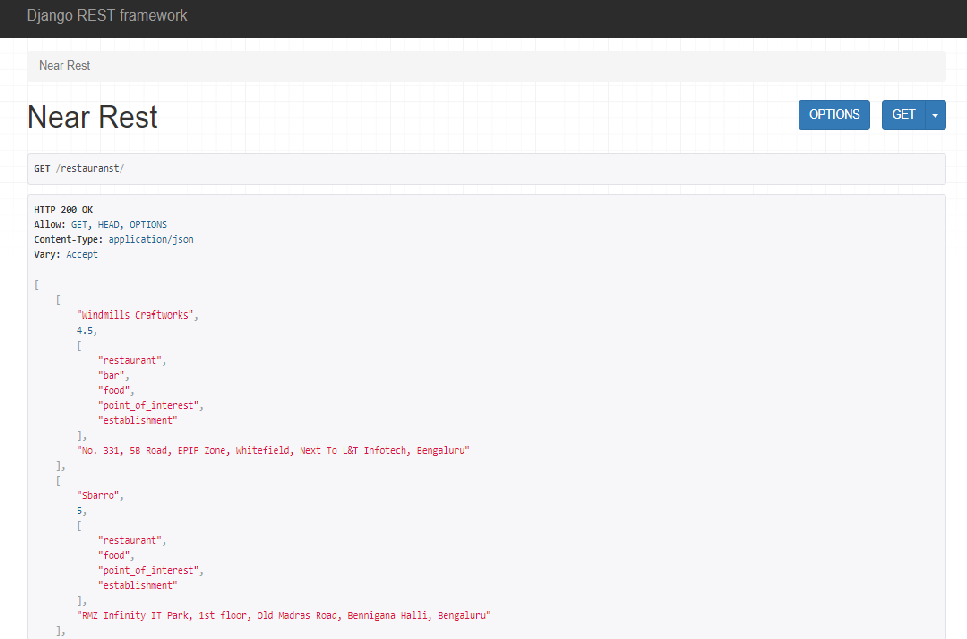 Django REST framework
Near Rest
Near Rest
OPTIONS
GET
GET /restauranst/
HTTP 200 OK
Allow: GET, HEAD, OPTIONS
Content-Type: application/json
Vary: Accept
[
[
"Windmills Craftworks",
4.5,
[
"restaurant",
"bar",
"food",
"point_of_interest",
"establishment"
],
"No. 331, 5B Road, EPIP Zone, Whitefield, Next To L&T Infotech, Bengaluru"
],
[
"Sbarro",
5,
[
"restaurant",
"food",
"point_of_interest",
"establishment"
],
"RMZ Infinity IT Park, 1st floor, Old Madras Road, Bennigana Halli, Bengaluru"
],